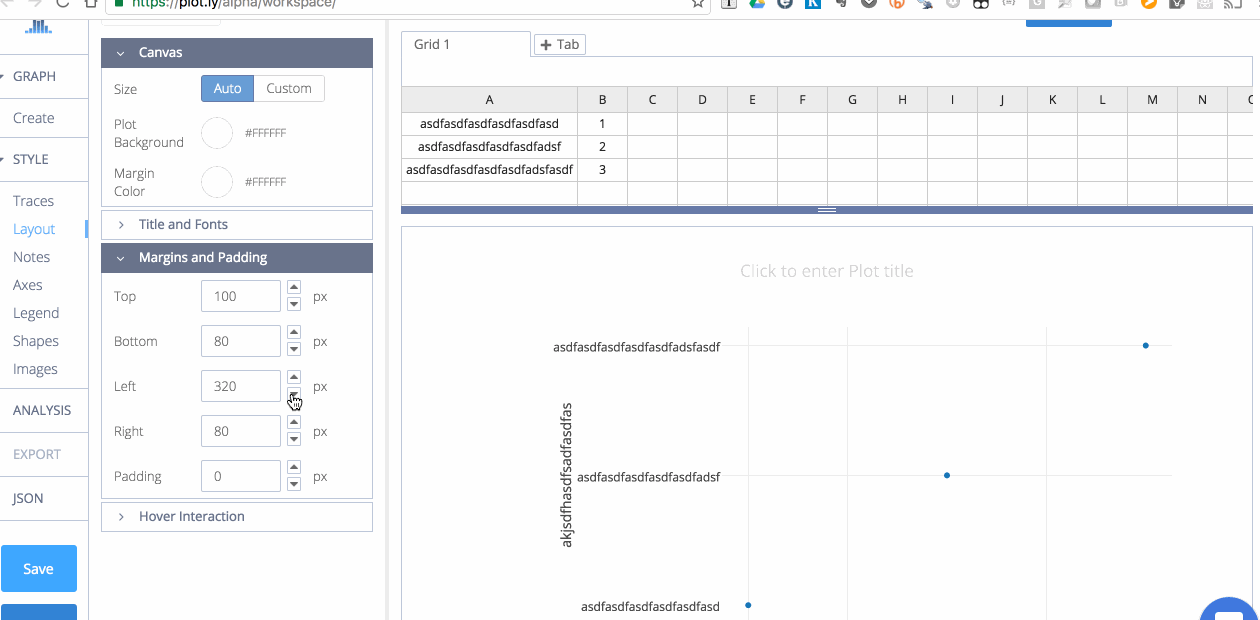 https://plot.ly/alpha/workspace/
GRAPH
Create
STYLE
Traces
Layout
Notes
Axes
Legend
Shapes
Images
ANALYSIS
EXPORT
JSON
Save
Canvas
Size Auto Custom
Plot
Background #FFFFFF
Margin
Color #FFFFFF
Title and Fonts
Margins and Padding
Top 100 px
Bottom 80 px
Left 320 px
Right 80 px
Padding 0 px
Hover Interaction
Grid 1 + Tab
A B C D E F G H I J K L M N
asdfasdfasdfasdfasdfasd 1
asdfasdfasdfasdfasdfadsf 2
asdfasdfasdfasdfasdfadsfasdf 3
Click to enter Plot title
asdfasdfasdfasdfasdfadsfasdf
akjsdfhasdfsadfasdfas
asdfasdfasdfasdfasdfadsf
asdfasdfasdfasdfasdfasd